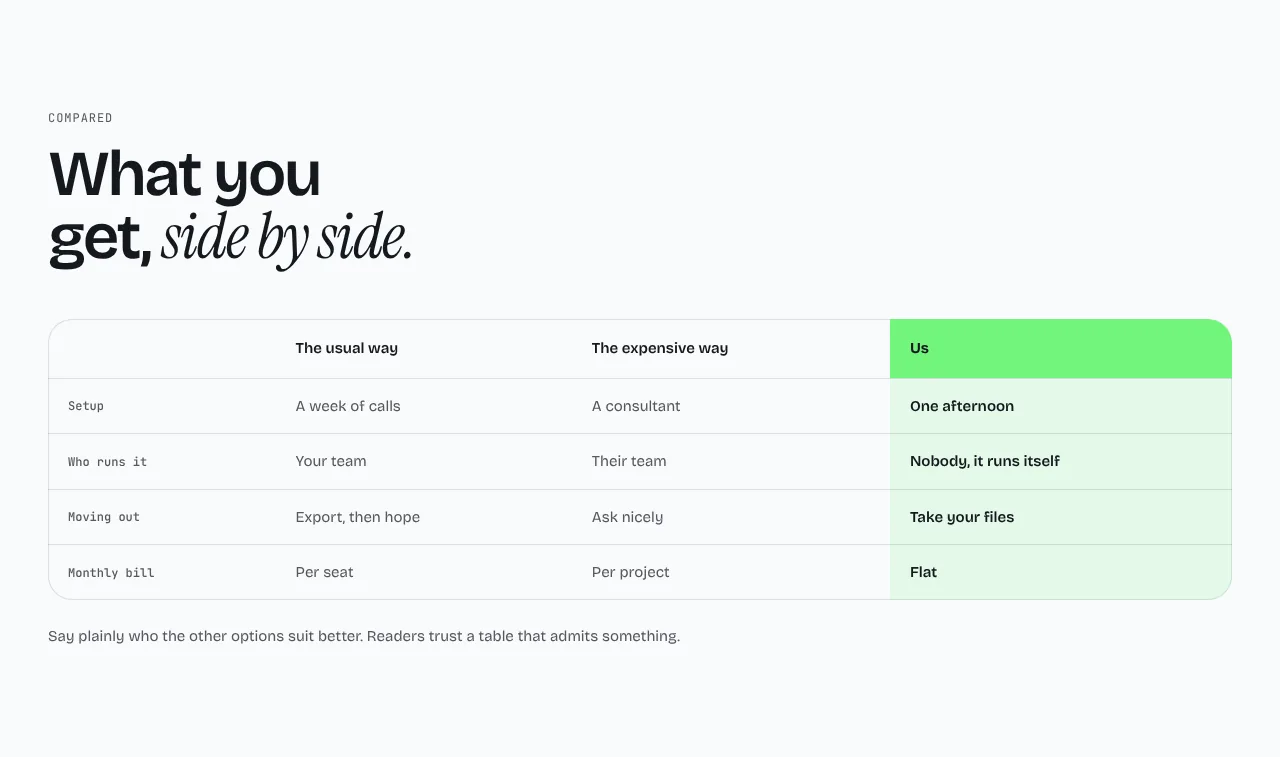 COMPARED
What you
get, side by side.
The usual way The expensive way Us
Setup A week of calls A consultant One afternoon
Who runs it Your team Their team Nobody, it runs itself
Moving out Export, then hope Ask nicely Take your files
Monthly bill Per seat Per project Flat
Say plainly who the other options suit better. Readers trust a table that admits something.